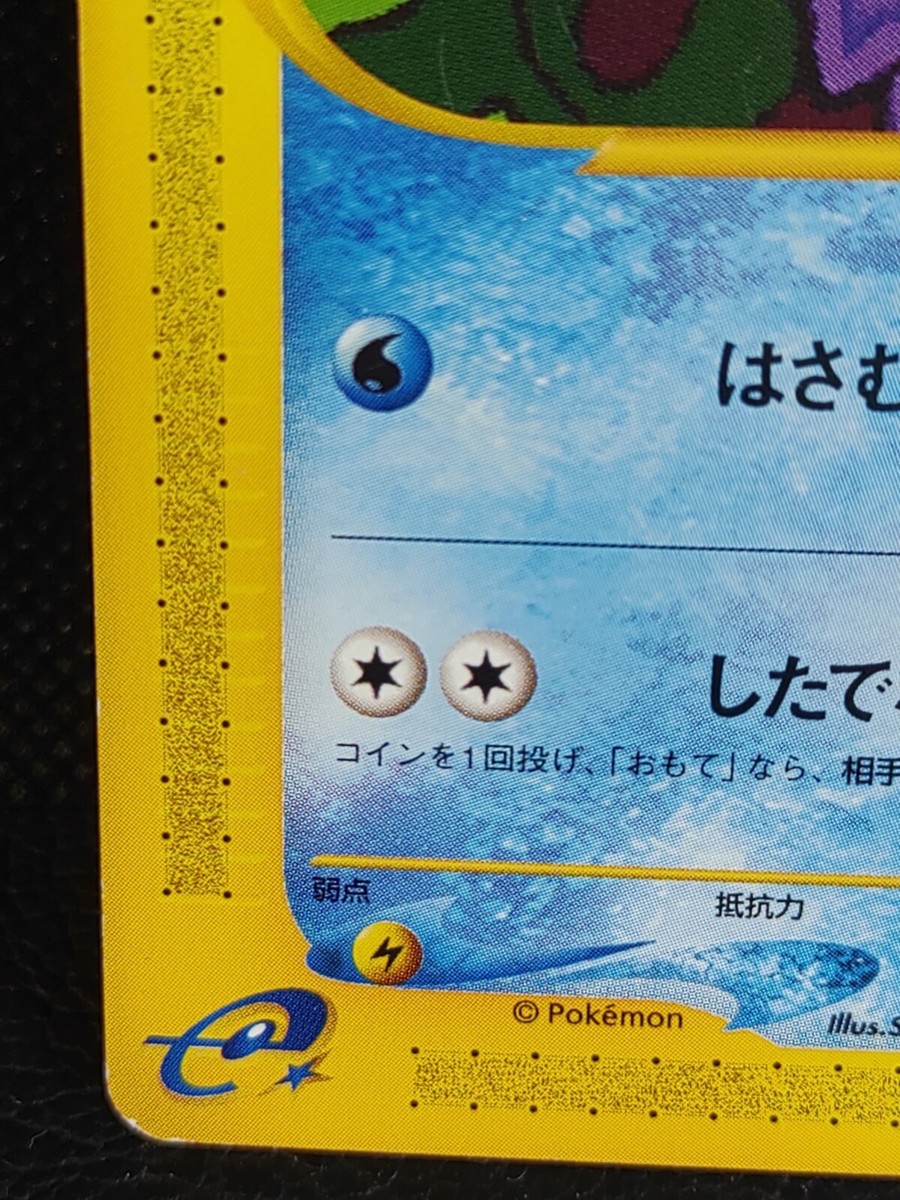 はさむ
したで
コインを1回投げ、「おもて」なら、相手
弱点
抵抗力
© Pokémon
Illus.S